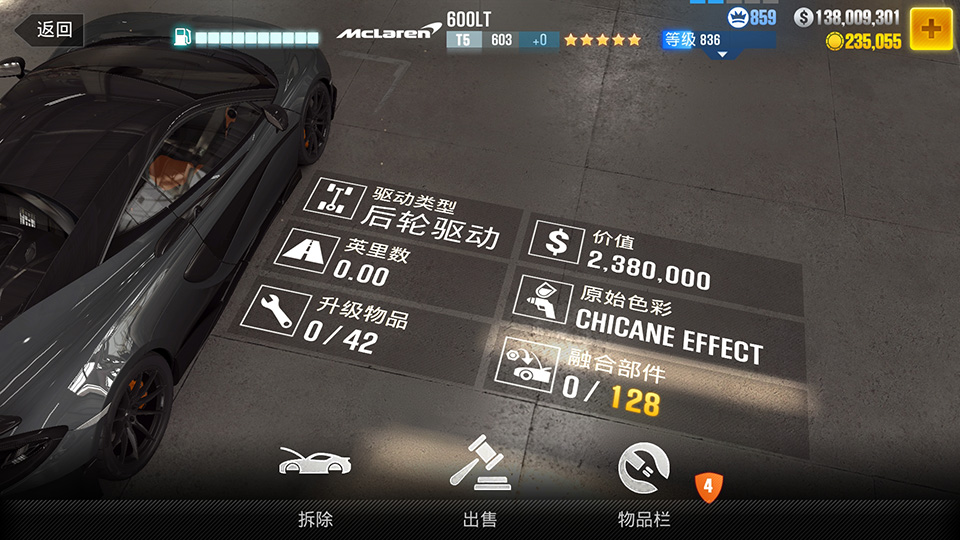 返回
McLaren
600LT
T5 603 +0
等级 836
859
138,009,301
235,055
驱动类型
后轮驱动
英里数
0.00
升级物品
0/42
价值
2,380,000
原始色彩
CHICANE EFFECT
融合部件
0/128
拆除
出售
物品栏
4